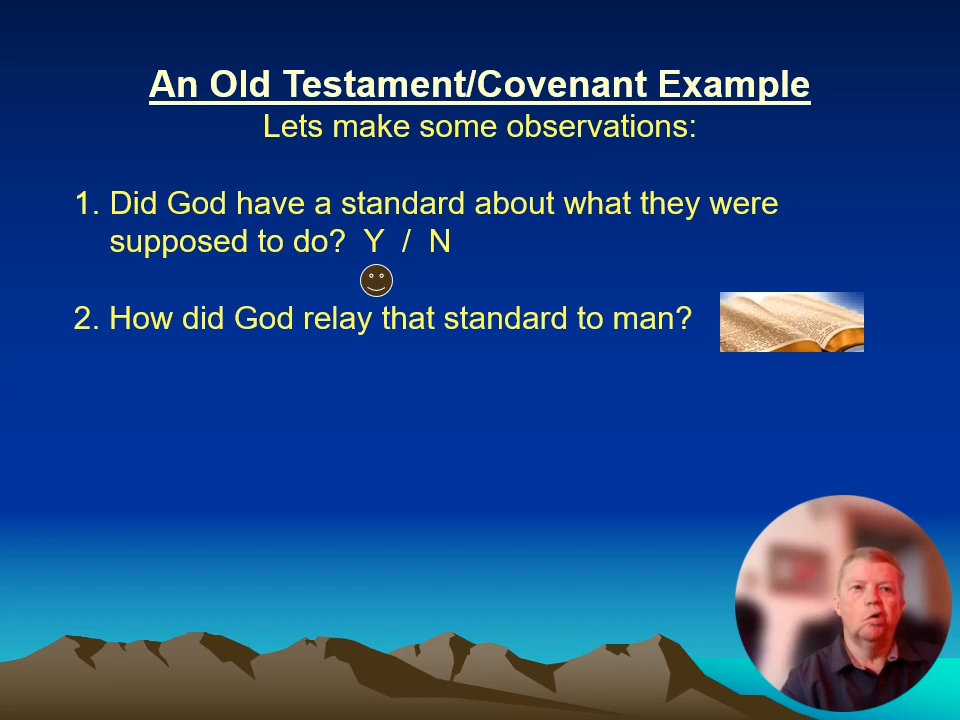 An Old Testament/Covenant Example
Lets make some observations:
1. Did God have a standard about what they were
supposed to do? Y / N
2. How did God relay that standard to man?